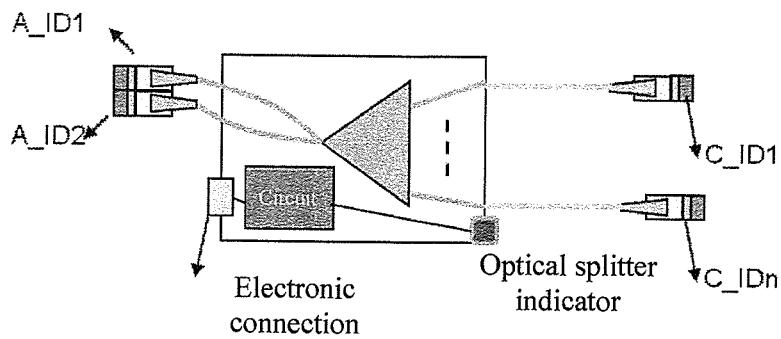 A_ID1
A_ID2
Circuit
C_ID1
C_IDn
Electronic
connection
Optical splitter
indicator